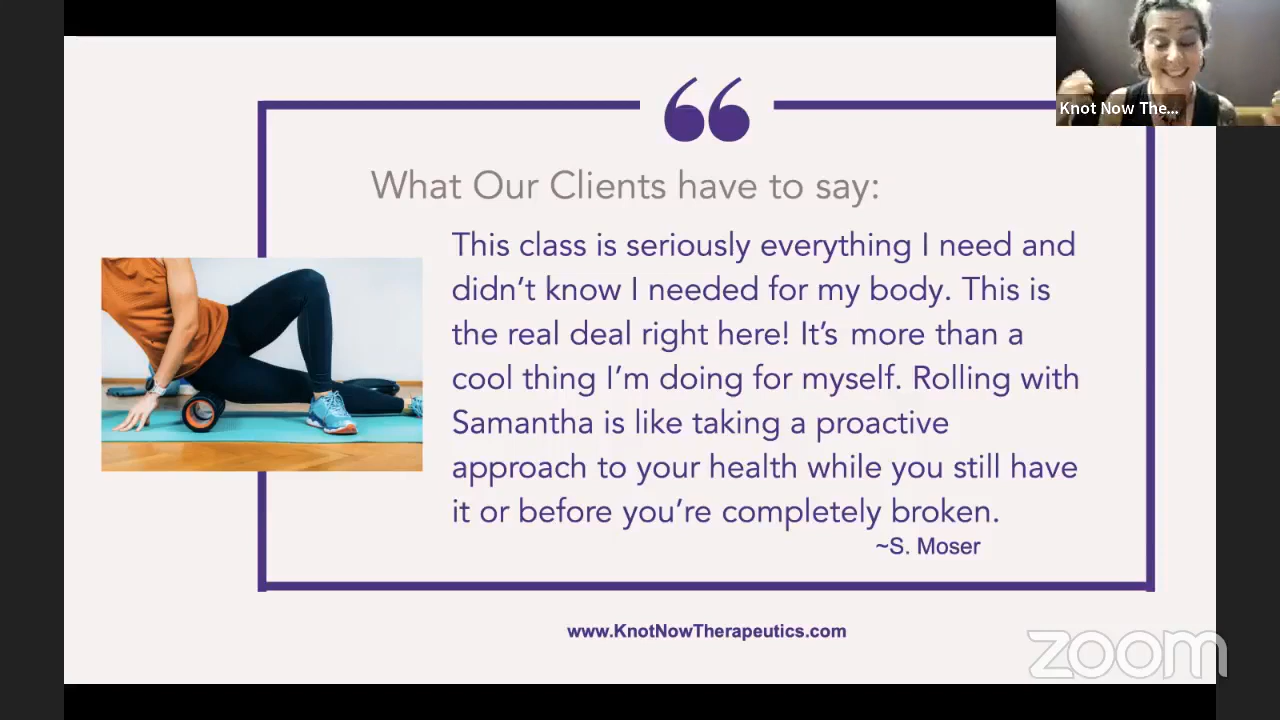 Knot Now The...
❝
What Our Clients have to say:
This class is seriously everything I need and
didn't know I needed for my body. This is
the real deal right here! It's more than a
cool thing I'm doing for myself. Rolling with
Samantha is like taking a proactive
approach to your health while you still have
it or before you're completely broken.
~S. Moser
www.KnotNowTherapeutics.com
zoom